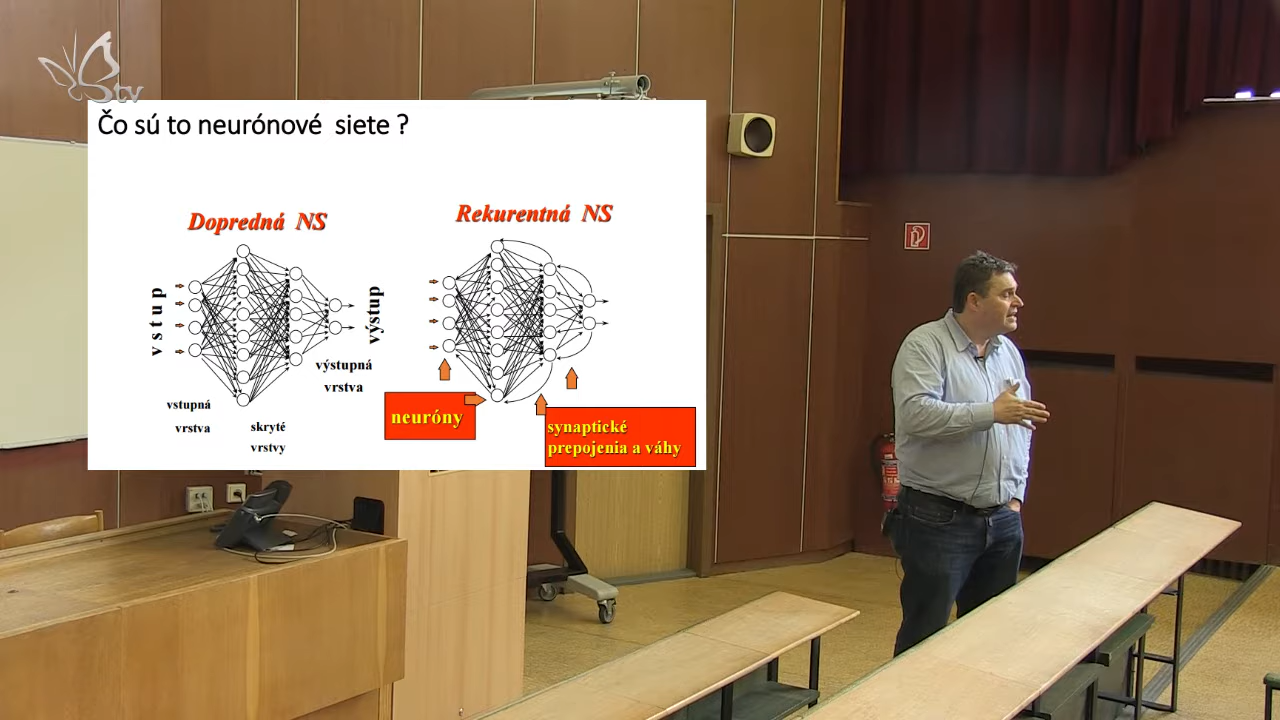 tv
Čo sú to neurónové siete ?
Dopredná NS
Rekurentná NS
vstup
výstup
výstupná
vrstva
vstupná
vrstva
skryté
vrstvy
neuróny
synaptické
prepojenia a váhy